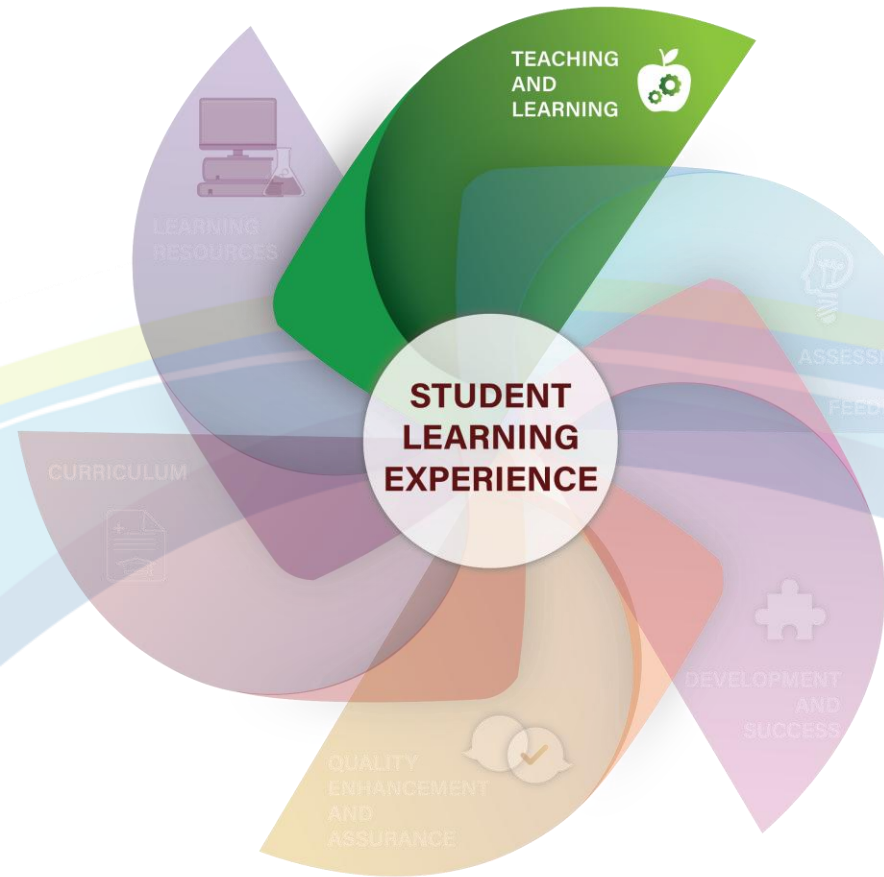 TEACHING
AND
LEARNING
LEARNING
RESOURCES
STUDENT
LEARNING
EXPERIENCE
CURRICULUM
DEVELOPMENT
AND
SUCCESS
QUALITY
ENHANCEMENT
AND
ASSURANCE